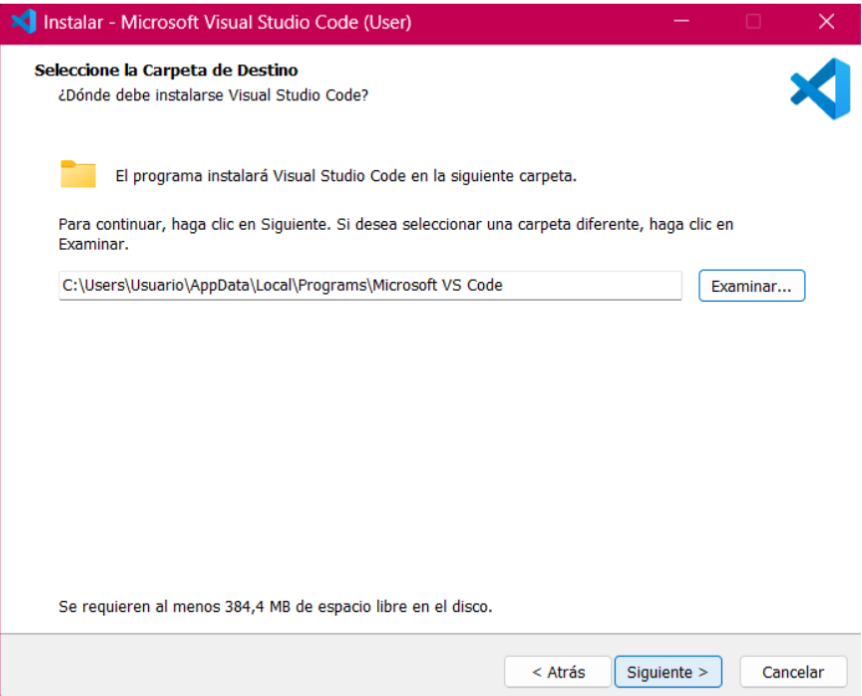 Instalar - Microsoft Visual Studio Code (User)
Seleccione la Carpeta de Destino
¿Dónde debe instalarse Visual Studio Code?
El programa instalará Visual Studio Code en la siguiente carpeta.
Para continuar, haga clic en Siguiente. Si desea seleccionar una carpeta diferente, haga clic en
Examinar.
C:\Users\Usuario\AppData\Local\Programs\Microsoft VS Code
Examinar...
Se requieren al menos 384,4 MB de espacio libre en el disco.
< Atrás
Siguiente >
Cancelar